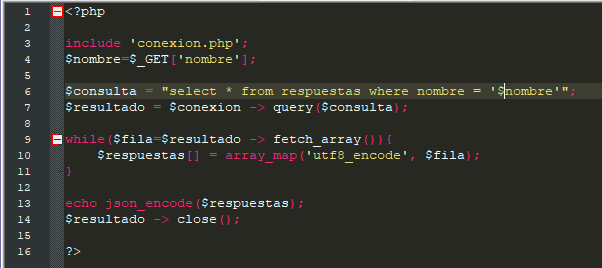 1 <?php
2
3 include 'conexion.php';
4 $nombre=$_GET['nombre'];
5
6 $consulta = "select * from respuestas where nombre = '$nombre'";
7 $resultado = $conexion -> query($consulta);
8
9 while($fila=$resultado -> fetch_array()){
10 $respuestas[] = array_map('utf8_encode', $fila);
11 }
12
13 echo json_encode($respuestas);
14 $resultado -> close();
15
16 ?>